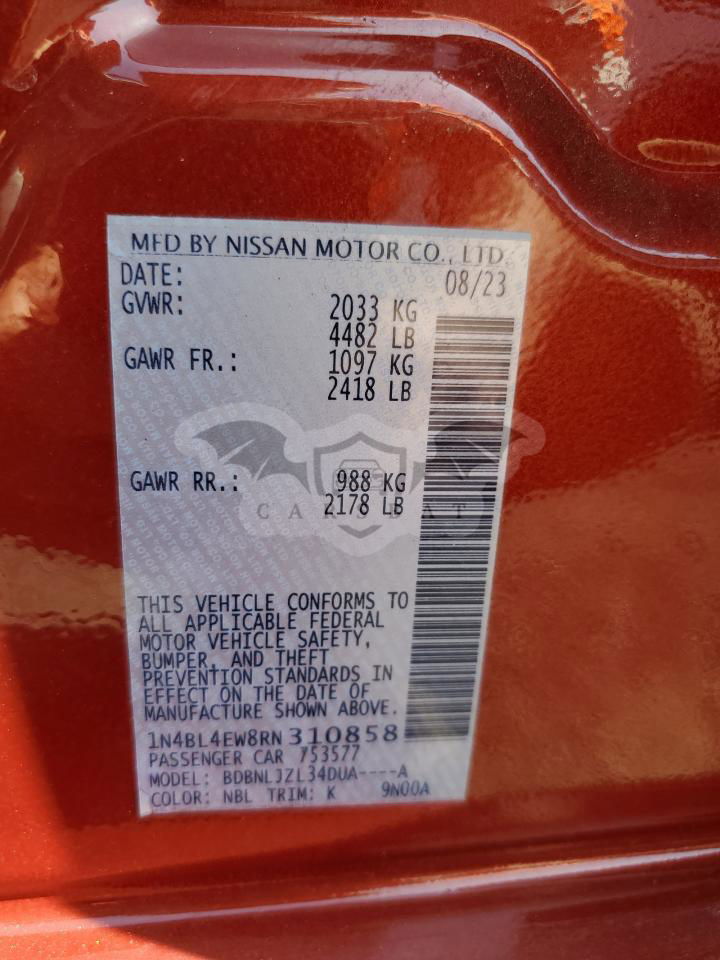 MFD BY NISSAN MOTOR CO., LTD.
DATE: 08/23
GVWR: 2033 KG
4482 LB
GAWR FR.: 1097 KG
2418 LB
GAWR RR.: 988 KG
2178 LB
CARSBAT
THIS VEHICLE CONFORMS TO
ALL APPLICABLE FEDERAL
MOTOR VEHICLE SAFETY,
BUMPER, AND THEFT
PREVENTION STANDARDS IN
EFFECT ON THE DATE OF
MANUFACTURE SHOWN ABOVE.
1N4BL4EW8RN310858
PASSENGER CAR 753577
MODEL: BDBNLJZL34DUA----A
COLOR: NBL TRIM: K 9N00A